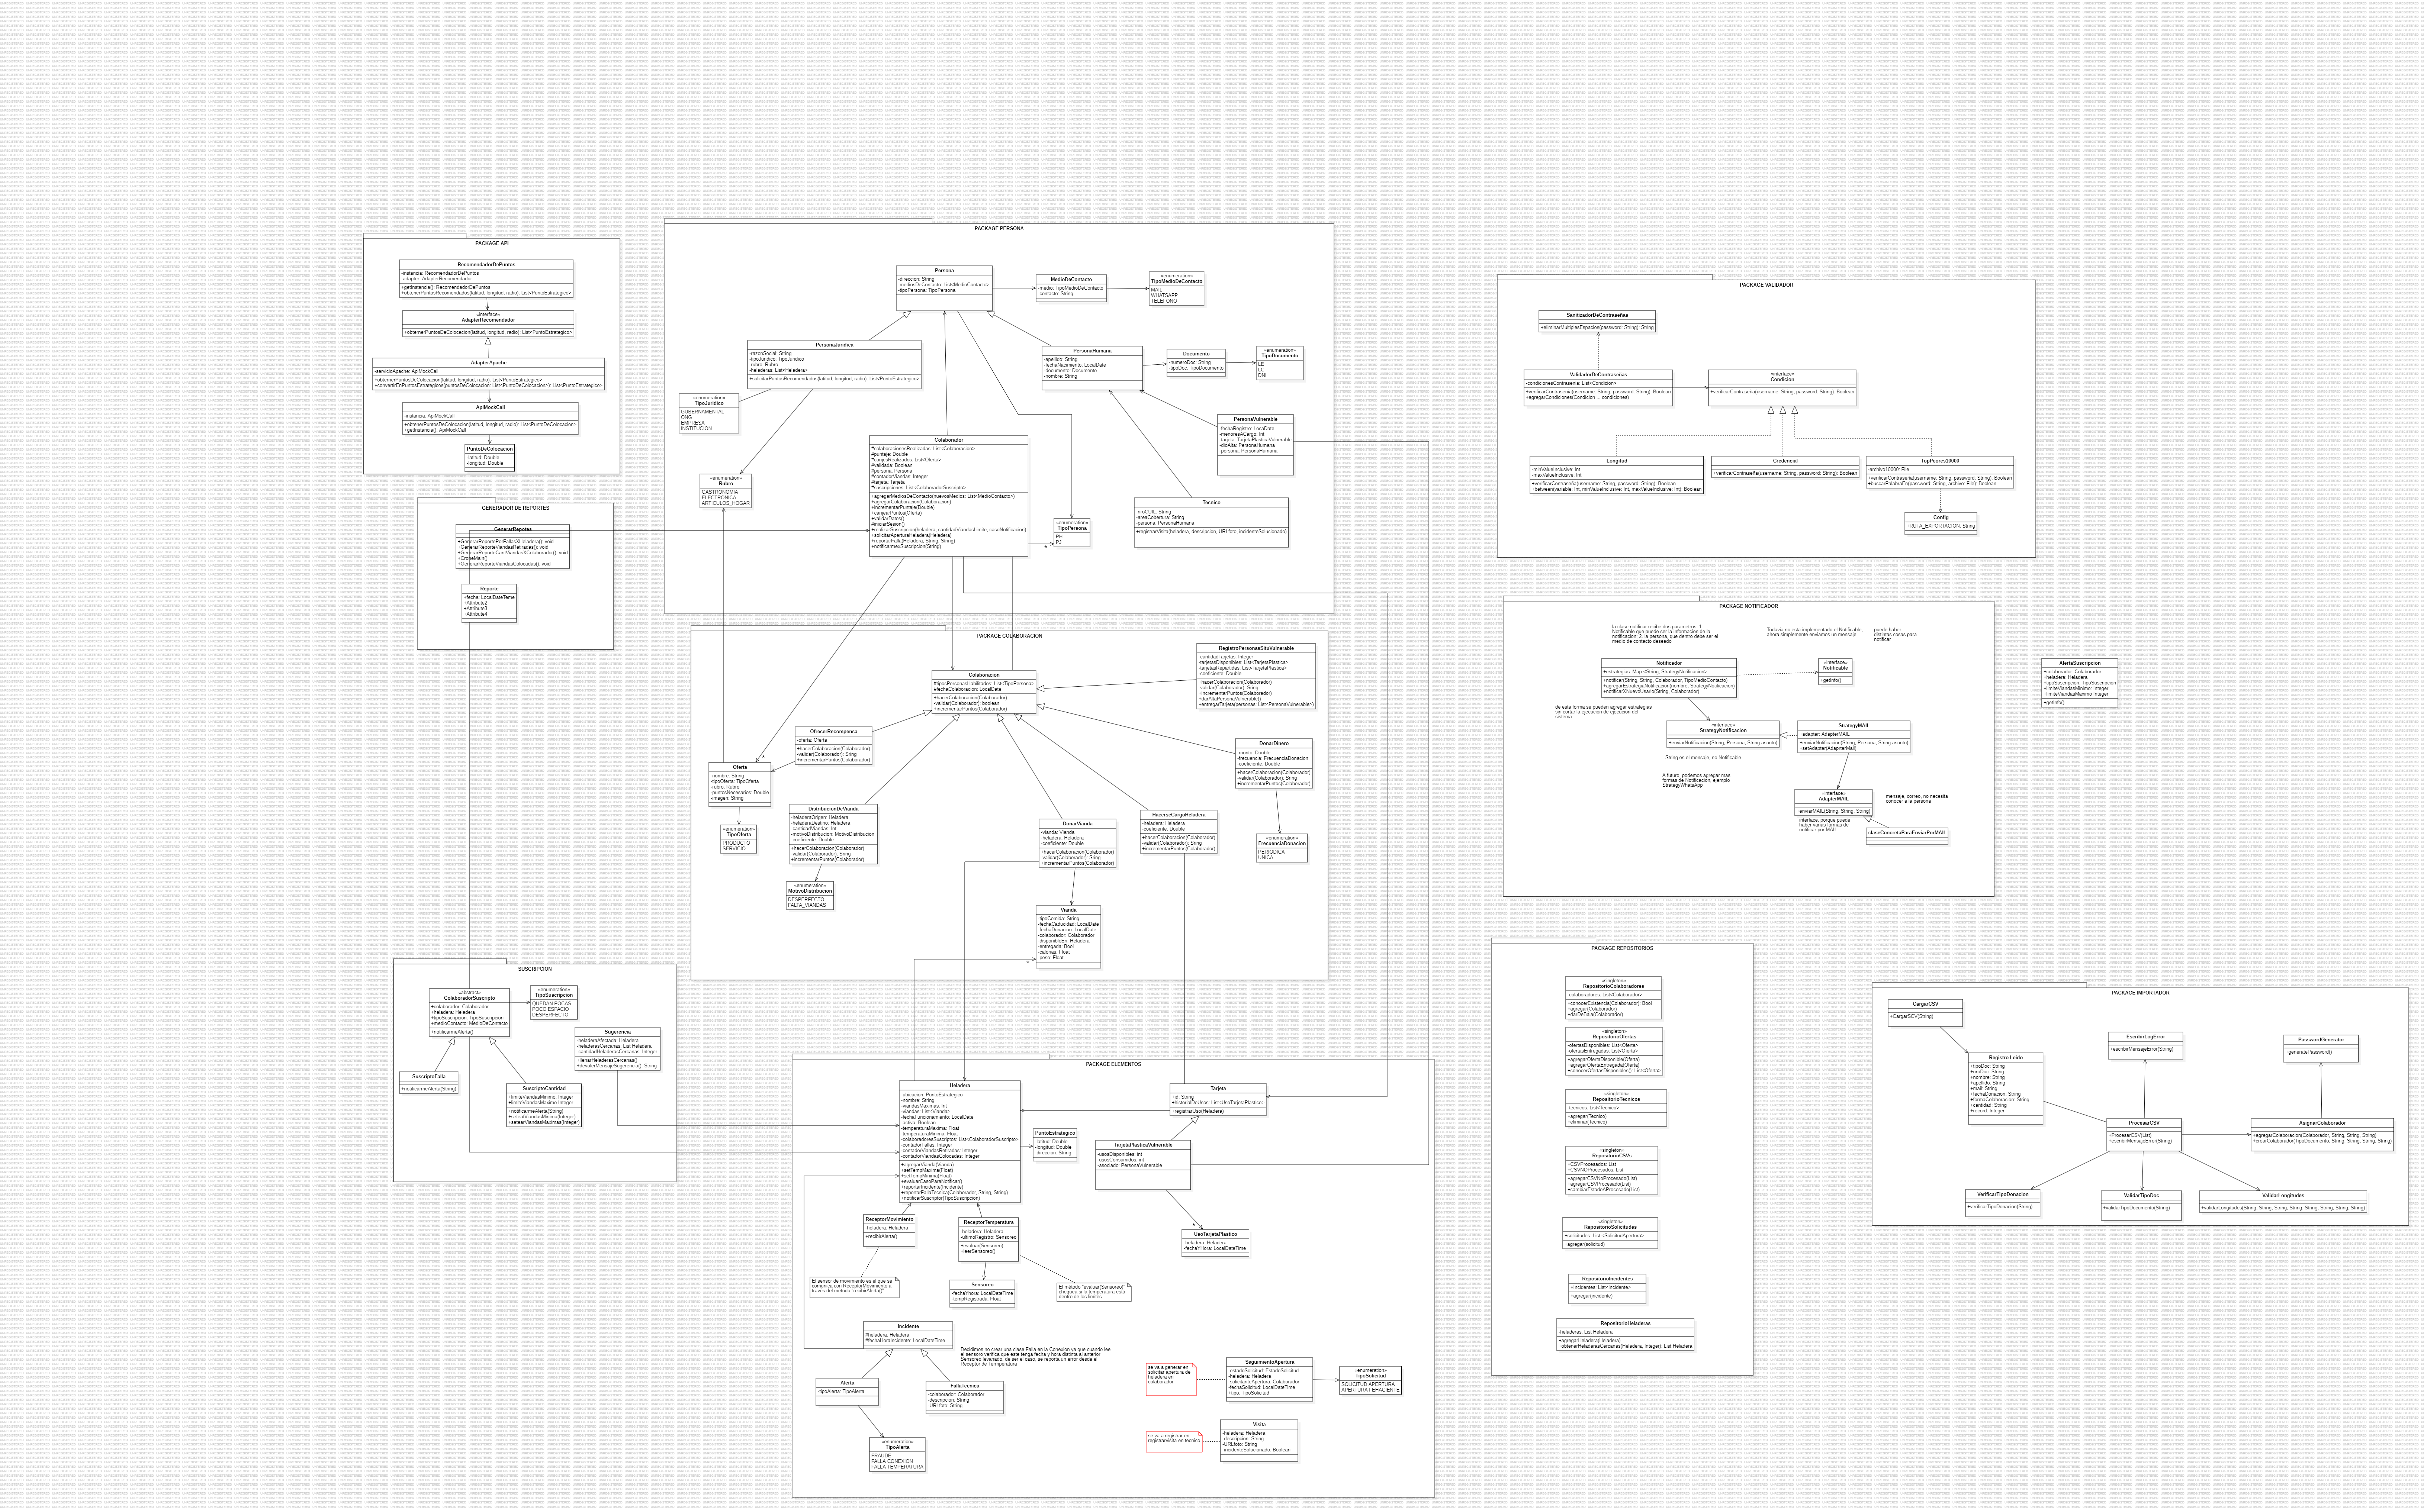 PACKAGE API
RecomendadorDePuntos
-instancia: RecomendadorDePuntos
-adapter: AdapterRecomendador
+getInstancia(): RecomendadorDePuntos
+obtenerPuntosRecomendados(latitud, longitud, radio): List<PuntoEstrategico>
«interface»
AdapterRecomendador
+obternerPuntosDeColocacion(latitud, longitud, radio): List<PuntoEstrategico>
AdapterApache
-servicioApache: ApiMockCall
+obternerPuntosDeColocacion(latitud, longitud, radio): List<PuntoEstrategico>
+convertirEnPuntosEstrategicos(puntosDeColocacion: List<PuntoDeColocacion>): List<PuntoEstrategico>
ApiMockCall
-instancia: ApiMockCall
+obtenerPuntosDeColocacion(latitud, longitud, radio): List<PuntoDeColocacion>
+getInstancia(): ApiMockCall
PuntoDeColocacion
-latitud: Double
-longitud: Double
GENERADOR DE REPORTES
GenerarRepotes
+GenerarReportePorFallasXHeladera(): void
+GenerarReporteViandasRetiradas(): void
+GenerarReporteCantViandasXColaborador(): void
+CrobeMain()
+GenerarReporteViandasColocadas(): void
Reporte
+fecha: LocalDateTeme
+Attribute2
+Attribute3
+Attribute4
PACKAGE PERSONA
Persona
-direccion: String
-mediosDeContacto: List<MedioContacto>
-tipoPersona: TipoPersona
MedioDeContacto
-medio: TipoMedioDeContacto
-contacto: String
«enumeration»
TipoMedioDeContacto
MAIL
WHATSAPP
TELEFONO
PersonaJuridica
-razonSocial: String
-tipoJuridico: TipoJuridico
-rubro: Rubro
-heladeras: List<Heladera>
+solicitarPuntosRecomendados(latitud, longitud, radio): List<PuntoEstrategico>
PersonaHumana
-apellido: String
-fechaNacimiento: LocalDate
-documento: Documento
-nombre: String
Documento
-numeroDoc: String
-tipoDoc: TipoDocumento
«enumeration»
TipoDocumento
LE
LC
DNI
«enumeration»
TipoJuridico
GUBERNAMENTAL
ONG
EMPRESA
INSTITUCION
PersonaVulnerable
-fechaRegistro: LocaDate
-menoresACargo: Int
-tarjeta: TarjetaPlasticaVulnerable
-dioAlta: PersonaHumana
-persona: PersonaHumana
Colaborador
#colaboracionesRealizadas: List<Colaboracion>
#puntaje: Double
#canjesRealizados: List<Oferta>
#validada: Boolean
#persona: Persona
#contadorViandas: Integer
#tarjeta: Tarjeta
#suscripciones: List<ColaboradorSuscripto>
+agregarMediosDeContacto(nuevosMedios: List<MedioContacto>)
+agregarColaboracion(Colaboracion)
+incrementarPuntaje(Double)
+canjearPuntos(Oferta)
+validarDatos()
#iniciarSesion()
+realizarSuscripcion(heladera, cantidadViandasLimite, casoNotificacion)
+solicitarAperturaHeladera(Heladera)
+reportarFalla(Heladera, String, String)
+notificarmexSuscripcion(String)
«enumeration»
Rubro
GASTRONOMIA
ELECTRONICA
ARTICULOS_HOGAR
«enumeration»
TipoPersona
PH
PJ
*
Tecnico
-nroCUIL: String
-areaCobertura: String
-persona: PersonaHumana
+registrarVisita(heladera, descripcion, URLfoto, incidenteSolucionado)
PACKAGE COLABORACION
Colaboracion
#tiposPersonasHabilitados: List<TipoPersona>
#fechaColaboracion: LocalDate
+hacerColaboracion(Colaborador)
-validar(Colaborador): boolean
+incrementarPuntos(Colaborador)
RegistroPersonasSituVulnerable
-cantidadTarjetas: Integer
-tarjetasDisponibles: List<TarjetaPlastica>
-tarjetasRepartidas: List<TarjetaPlastica>
-coeficiente: Double
+hacerColaboracion(Colaborador)
-validar(Colaborador): String
+incrementarPuntos(Colaborador)
+darAltaPersonaVulnerable()
+entregarTarjeta(personas: List<PersonaVulnerable>)
OfrecerRecompensa
-oferta: Oferta
+hacerColaboracion(Colaborador)
-validar(Colaborador): String
+incrementarPuntos(Colaborador)
*
Oferta
-nombre: String
-tipoOferta: TipoOferta
-rubro: Rubro
-puntosNecesarios: Double
-imagen: String
«enumeration»
TipoOferta
PRODUCTO
SERVICIO
DistribucionDeVianda
-heladeraOrigen: Heladera
-heladeraDestino: Heladera
-cantidadViandas: Int
-motivoDistribucion: MotivoDistribucion
-coeficiente: Double
+hacerColaboracion(Colaborador)
-validar(Colaborador): String
+incrementarPuntos(Colaborador)
«enumeration»
MotivoDistribucion
DESPERFECTO
FALTA_VIANDAS
DonarVianda
-vianda: Vianda
-heladera: Heladera
-coeficiente: Double
+hacerColaboracion(Colaborador)
-validar(Colaborador): String
+incrementarPuntos(Colaborador)
HacerseCargoHeladera
-heladera: Heladera
-coeficiente: Double
+hacerColaboracion(Colaborador)
-validar(Colaborador): String
+incrementarPuntos(Colaborador)
DonarDinero
-monto: Double
-frecuencia: FrecuenciaDonacion
-coeficiente: Double
+hacerColaboracion(Colaborador)
-validar(Colaborador): String
+incrementarPuntos(Colaborador)
«enumeration»
FrecuenciaDonacion
PERIODICA
UNICA
Vianda
-tipoComida: String
-fechaCaducidad: LocalDate
-fechaDonacion: LocalDate
-colaborador: Colaborador
-disponibleEn: Heladera
-entregada: Bool
-calorias: Float
-peso: Float
*
SUSCRIPCION
«abstract»
ColaboradorSuscripto
+colaborador: Colaborador
+heladera: Heladera
+tipoSuscripcion: TipoSuscripcion
+medioContacto: MedioDeContacto
+notificarmeAlerta()
«enumeration»
TipoSuscripcion
QUEDAN POCAS
POCO ESPACIO
DESPERFECTO
Sugerencia
-heladeraAfectada: Heladera
-heladerasCercanas: List Heladera
-cantidadHeladerasCercanas: Integer
+llenarHeladerasCercanas()
+devolerMensajeSugerencia(): String
SuscriptoFalla
+notificarmeAlerta(String)
SuscriptoCantidad
+limiteViandasMinimo: Integer
+limiteViandasMaximo Integer
+notificarmeAlerta(String)
+setearViandasMinima(Integer)
+setearViandasMaximas(Integer)
PACKAGE ELEMENTOS
Heladera
-ubicacion: PuntoEstrategico
-nombre: String
-viandasMaximas: Int
-viandas: List<Vianda>
-fechaFuncionamiento: LocalDate
-activa: Boolean
-temperaturaMaxima: Float
-temperaturaMinima: Float
-colaboradoresSuscriptos: List<ColaboradorSuscripto>
-contadorFallas: Integer
-contadorViandasRetiradas: Integer
-contadorViandasColocadas: Integer
+agregarVianda(Vianda)
+setTempMaxima(Float)
+setTempMinima(Float)
+evaluarCasoParaNotificar()
+reportarIncidente(Incidente)
+reportarFallaTecnica(Colaborador, String, String)
+notificarSusciptor(TipoSuscripcion)
PuntoEstrategico
-latitud: Double
-longitud: Double
-direccion: String
Tarjeta
+id: String
+historialDeUsos: List<UsoTarjetaPlastico>
+registrarUso(Heladera)
TarjetaPlasticaVulnerable
-usosDisponibles: int
-usosConsumidos: int
-asociado: PersonaVulnerable
*
UsoTarjetaPlastico
-heladera: Heladera
-fechaYHora: LocalDateTime
ReceptorMovimiento
-heladera: Heladera
+recibirAlerta()
ReceptorTemperatura
-heladera: Heladera
-ultimoRegistro: Sensoreo
+evaluar(Sensoreo)
+leerSensoreo()
El sensor de movimiento es el que se
comunica con ReceptorMovimiento a
través del método "recibirAlerta()".
Sensoreo
-fechaYhora: LocalDateTime
-tempRegistrada: Float
El método "evaluar(Sensoreo)"
chequea si la temperatura está
dentro de los límites.
Incidente
#heladera: Heladera
#fechaHoraIncidente: LocalDateTime
Decidimos no crear una clase Falla en la Conexion ya que cuando lee
el sensoro verifica que este tenga fecha y hora distinta al anterior
Sensoreo levanado, de ser el caso, se reporta un error desde el
Receptor de Termperatura
Alerta
-tipoAlerta: TipoAlerta
FallaTecnica
-colaborador: Colaborador
-descripcion: String
-URLfoto: String
«enumeration»
TipoAlerta
FRAUDE
FALLA CONEXION
FALLA TEMPERATURA
se va a generar en
solicitar apertura de
heladera en
colaborador
SeguimientoApertura
-estadoSolicitud: EstadoSolicitud
-heladera: Heladera
-solicitanteApertura: Colaborador
-fechaSolicitud: LocalDateTime
+tipo: TipoSolicitud
«enumeration»
TipoSolicitud
SOLICITUD APERTURA
APERTURA FEHACIENTE
se va a registrar en
registrarvisita en tecnico
Visita
-heladera: Heladera
-descripcion: String
-URLfoto: String
-incidenteSolucionado: Boolean
PACKAGE VALIDADOR
SanitizadorDeContraseñas
+eliminarMultiplesEspacios(password: String): String
ValidadorDeContraseñas
-condicionesContrasenia: List<Condicion>
+verificarContrasenia(username: String, password: String): Boolean
+agregarCondiciones(Condicion ... condiciones)
«interface»
Condicion
+verificarContraseña(username: String, password: String): Boolean
Longitud
-minValueInclusive: Int
-maxValueInclusive: Int
+verificarContraseña(username: String, password: String): Boolean
+between(variable: Int, minValueInclusive: Int, maxValueInclusive: Int): Boolean
Credencial
+verificarContraseña(username: String, password: String): Boolean
TopPeores10000
-archivo10000: File
+verificarContraseña(username: String, password: String): Boolean
+buscarPalabraEn(password: String, archivo: File): Boolean
Config
+RUTA_EXPORTACION: String
PACKAGE NOTIFICADOR
la clase notificar recibe dos parametros: 1.
Notificable que puede ser la informacion de la
notificacion; 2. la persona, que dentro debe ser el
medio de contacto deseado
Todavia no esta implementado el Notificable,
ahora simplemente enviamos un mensaje
puede haber
distintas cosas para
notificar
Notificador
+estrategias: Map <String, StrategyNotificacion>
+notificar(String, String, Colaborador, TipoMedioContacto)
+agregarEstrategiaNotificacion(nombre, StrategyNotificacion)
+notificarXNuevoUsario(String, Colaborador)
«interface»
Notificable
+getInfo()
de esta forma se pueden agregar estrategias
sin cortar la ejecucion de ejecucion del
sistema
«interface»
StrategyNotificacion
+enviarNotificacion(String, Persona, String asunto)
StrategyMAIL
+adapter: AdapterMAIL
+enviarNotificacion(String, Persona, String asunto)
+setAdapter(AdapterMail)
String es el mensaje, no Notificable
A futuro, podemos agregar mas
formas de Notificacion; ejemplo
StrategyWhatsApp
«interface»
AdapterMAIL
+enviarMAIL(String, String, String)
mensaje, correo, no necesita
conocer a la persona
interface, porque puede
haber varias formas de
notificar por MAIL
claseConcretaParaEnviarPorMAIL
AlertaSuscripcion
+colaborador: Colaborador
+heladera: Heladera
+tipoSuscripcion: TipoSuscripcion
+limiteViandasMinimo: Integer
+limiteViandasMaximo Integer
+getInfo()
PACKAGE REPOSITORIOS
«singleton»
RepositorioColaboradores
-colaboradores: List<Colaborador>
+conocerExistencia(Colaborador): Bool
+agregar(Colaborador)
+darDeBaja(Colaborador)
«singleton»
RepositorioOfertas
-ofertasDisponibles: List<Oferta>
-ofertasEntregadas: List<Oferta>
+agregarOfertaDisponible(Oferta)
+agregarOfertaEntregada(Oferta)
+conocerOfertasDisponibles(): List<Oferta>
«singleton»
RepositorioTecnicos
-tecnicos: List<Tecnico>
+agregar(Tecnico)
+eliminar(Tecnico)
«singleton»
RepositorioCSVs
+CSVProcesados: List
+CSVNOProcesados: List
+agregarCSVNoProcesado(List)
+agregarCSVProcesado(List)
+cambiarEstadoAProcesado(List)
«singleton»
RepositorioSolicitudes
+solicitudes: List <SolicitudApertura>
+agregar(solicitud)
RepositorioIncidentes
+Incidentes: List<Incidente>
+agregar(incidente)
RepositorioHeladeras
-heladeras: List Heladera
+agregarHeladera(Heladera)
+obtenerHeladerasCercanas(Heladera, Integer): List Heladera
PACKAGE IMPORTADOR
CargarCSV
+CargarSCV(String)
Registro Leido
+tipoDoc: String
+nroDoc: String
+nombre: String
+apellido: String
+mail: String
+fechaDonacion: String
+formaColaboracion: String
+cantidad: String
+record: Integer
EscribirLogError
+escribirMensajeError(String)
PasswordGenerator
+generatePassword()
ProcesarCSV
+ProcesarCSV(List)
+escribirMensajeError(String)
AsignarColaborador
+agregarColaboracion(Colaborador, String, String, String)
+crearColaborador(TipoDocumento, String, String, String, String)
VerificarTipoDonacion
+verificarTipoDonacion(String)
ValidarTipoDoc
+validarTipoDocumento(String)
ValidarLongitudes
+validarLongitudes(String, String, String, String, String, String, String, String)